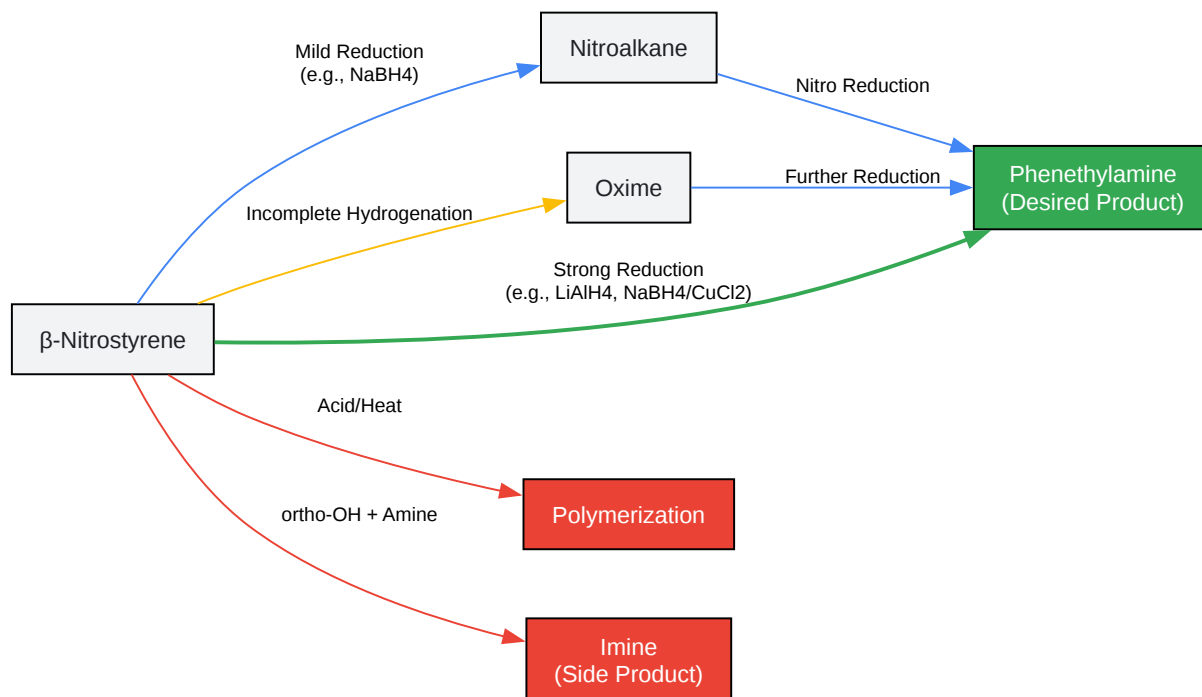 Nitroalkane
Mild Reduction
(e.g., NaBH4)
Nitro Reduction
Oxime
Further Reduction
Phenethylamine
(Desired Product)
Incomplete Hydrogenation
Strong Reduction
(e.g., LiAlH4, NaBH4/CuCl2)
β-Nitrostyrene
Acid/Heat
Polymerization
ortho-OH + Amine
Imine
(Side Product)